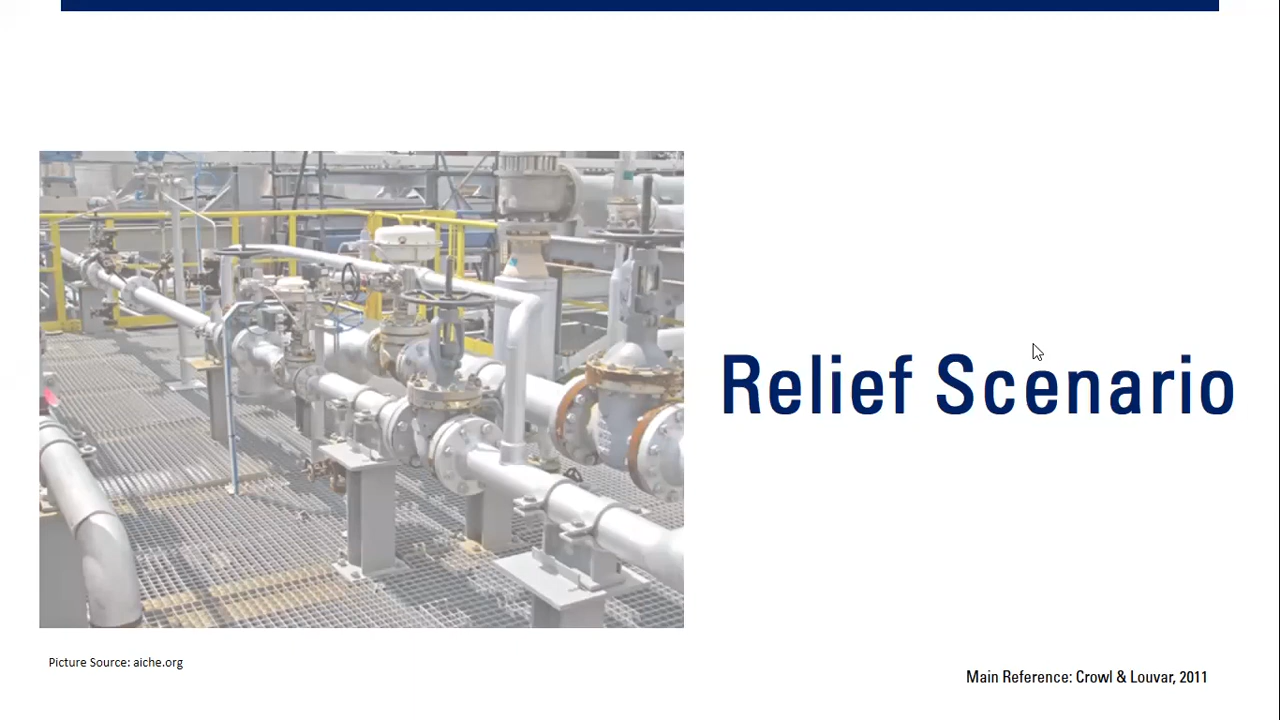 Relief Scenario
Picture Source: aiche.org
Main Reference: Crowl & Louvar, 2011